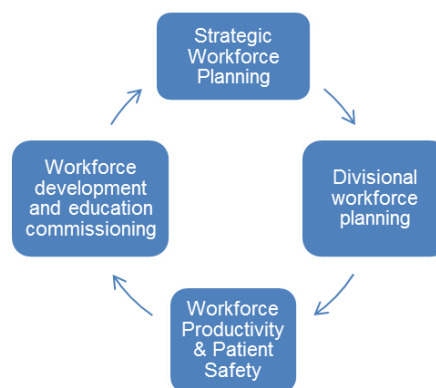 Strategic
Workforce
Planning
Divisional
workforce
planning
Workforce
Productivity
& Patient
Safety
Workforce
development
and education
commissioning